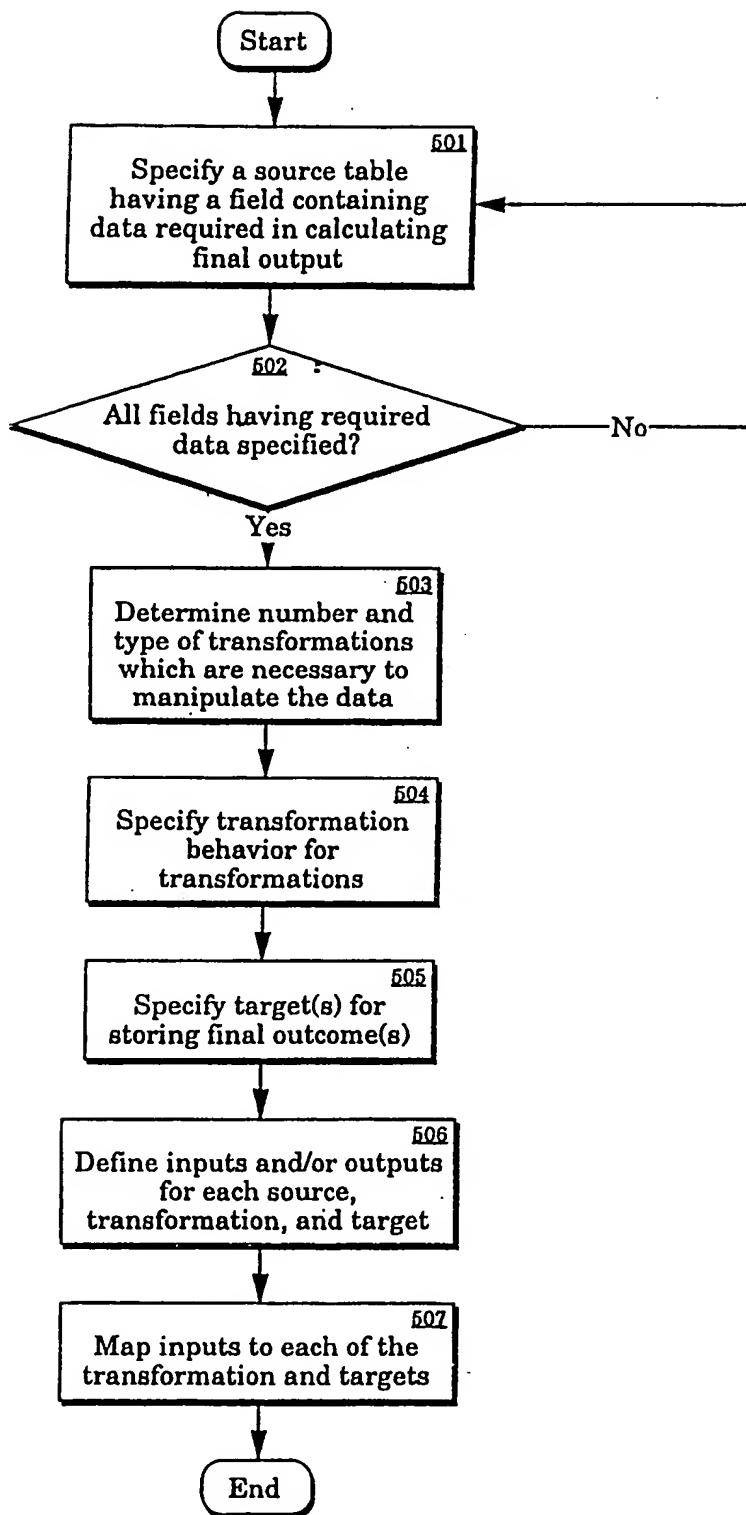 Start
501
Specify a source table
having a field containing
data required in calculating
final output
502
All fields having required
data specified?
No
Yes
503
Determine number and
type of transformations
which are necessary to
manipulate the data
504
Specify transformation
behavior for
transformations
505
Specify target(s) for
storing final outcome(s)
506
Define inputs and/or outputs
for each source,
transformation, and target
507
Map inputs to each of the
transformation and targets
End